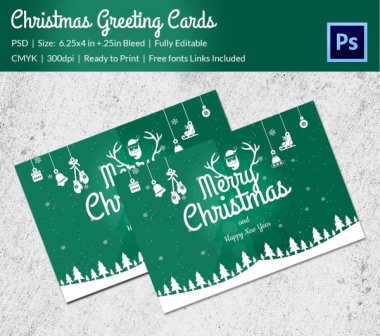 Christmas Greeting Cards
PSD | Size: 6.25x4 in +.25in Bleed | Fully Editable
CMYK | 300dpi | Ready to Print | Free fonts Links Included
Ps
Merry
Christmas
and
Happy New Year
Merry
Chris